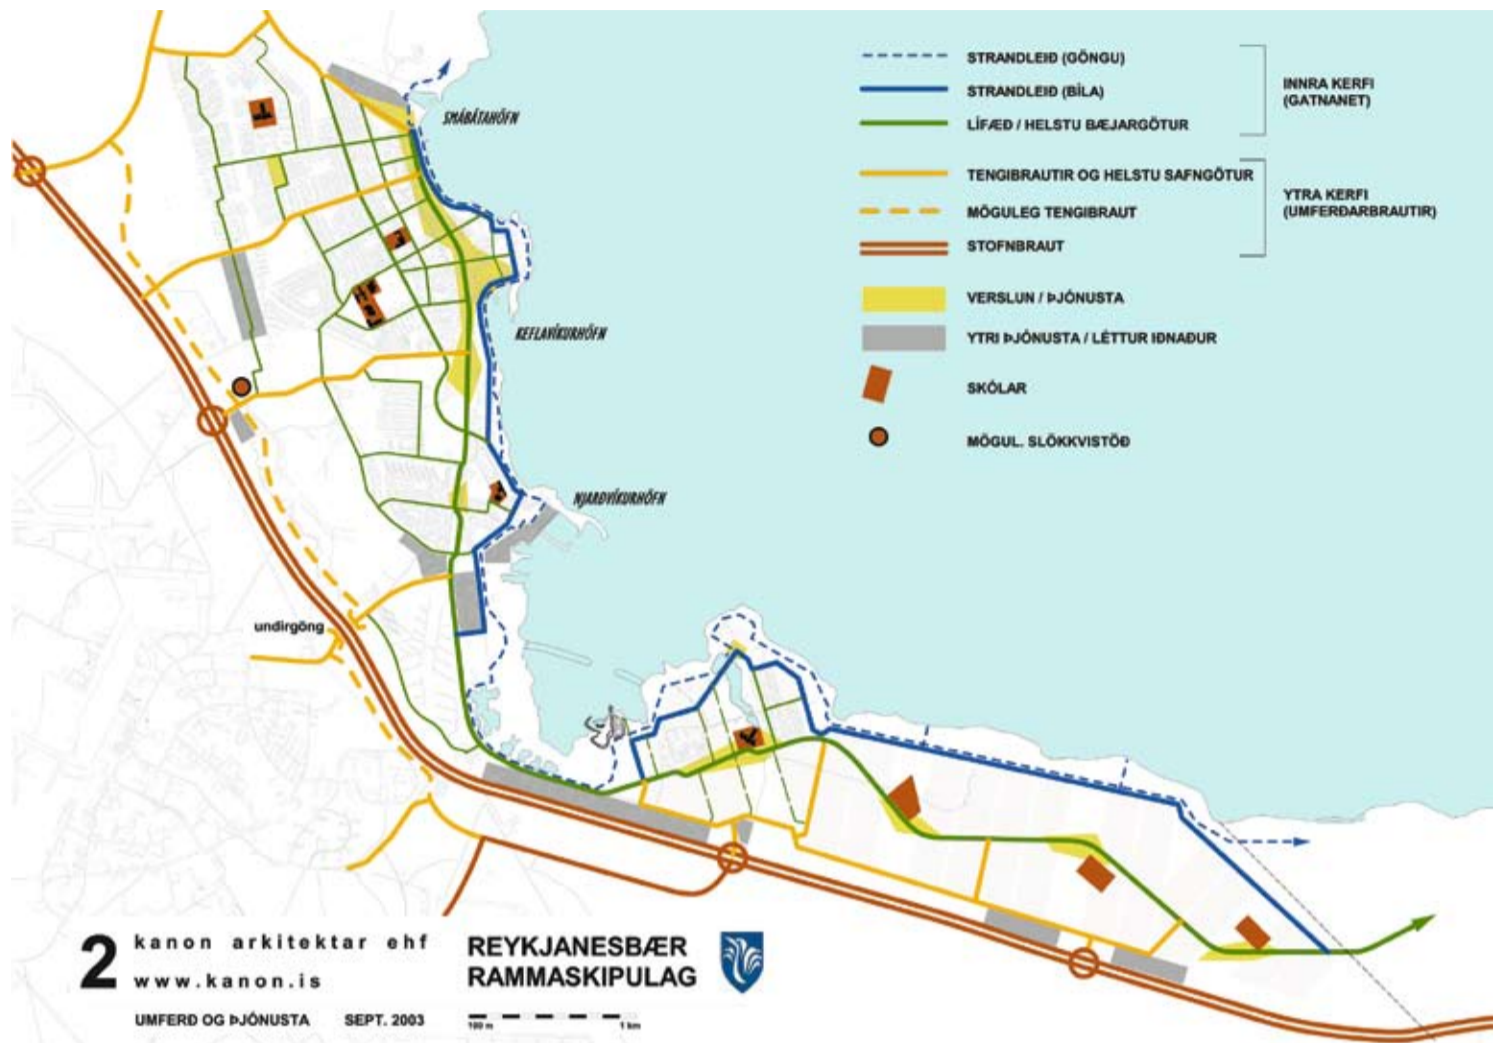 STRANDLEIÐ (GÖNGU)
STRANDLEIÐ (BÍLA)
LÍFÆÐ / HELSTU BÆJARGÖTUR
INNRA KERFI
(GATNANET)
TENGIBRAUTIR OG HELSTU SAFNGÖTUR
MÖGULEG TENGIBRAUT
STOFNBRAUT
YTRA KERFI
(UMFERÐARBRAUTIR)
VERSLUN / ÞJÓNUSTA
YTRI ÞJÓNUSTA / LÉTTUR IÐNAÐUR
SKÓLAR
MÖGUL. SLÖKKVISTÖÐ
SMÁBÁTAHÖFN
KEFLAVÍKURHÖFN
NJARÐVÍKURHÖFN
undirgöng
2
kanon arkitektar ehf
www.kanon.is
UMFERÐ OG ÞJÓNUSTA SEPT. 2003
REYKJANESBÆR
RAMMASKIPULAG
100 m 1 km